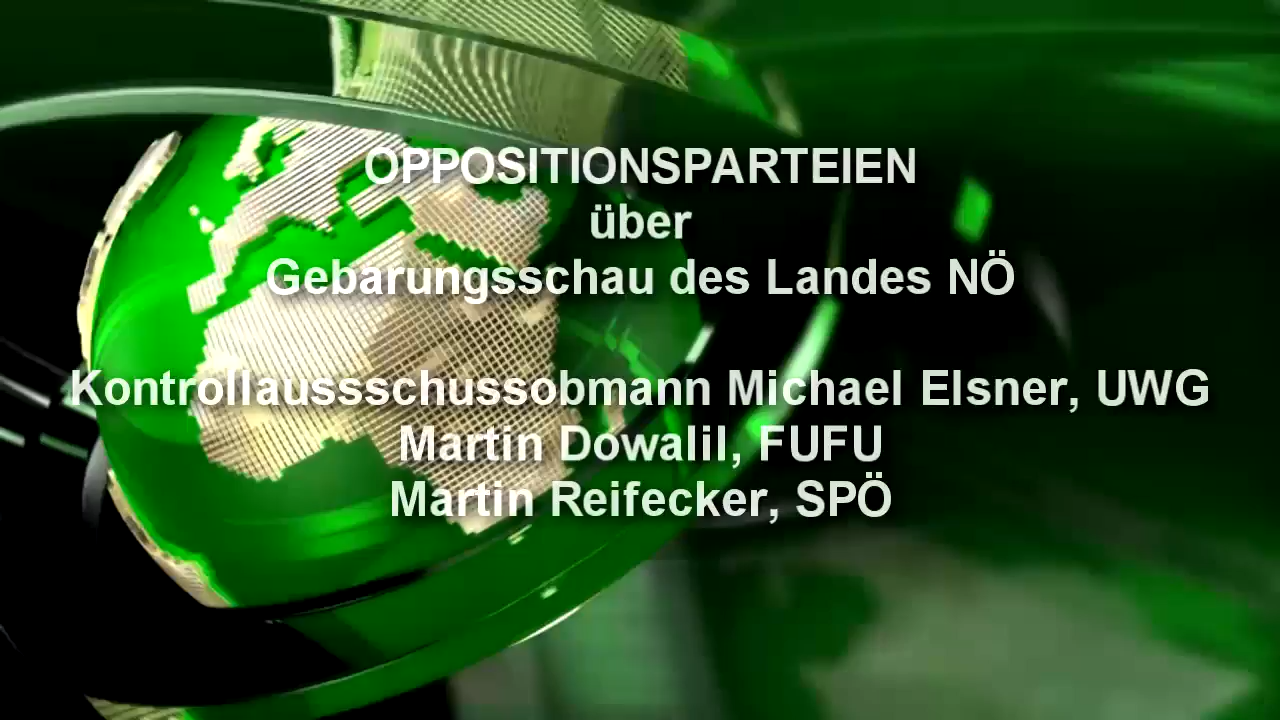 OPPOSITIONSPARTEIEN
über
Gebarungsschau des Landes NÖ
Kontrollaussschussobmann Michael Elsner, UWG
Martin Dowalil, FUFU
Martin Reifecker, SPÖ